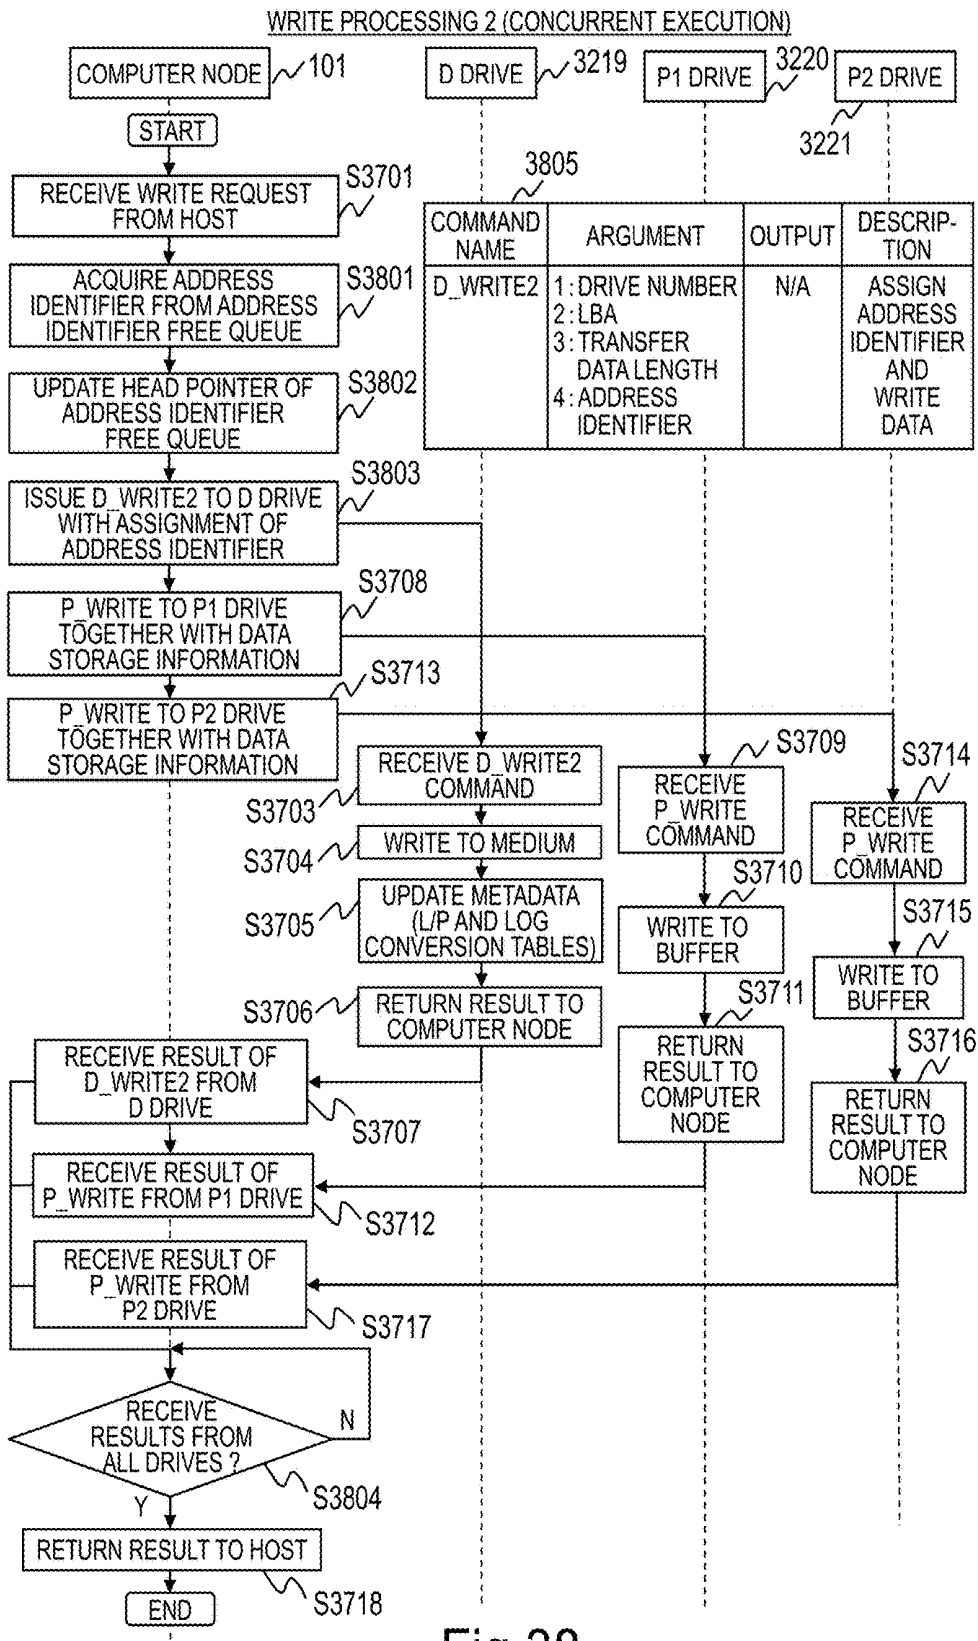 WRITE PROCESSING 2 (CONCURRENT EXECUTION)
COMPUTER NODE
101
D DRIVE
3219
P1 DRIVE
3220
P2 DRIVE
3221
START
RECEIVE WRITE REQUEST
FROM HOST
S3701
ACQUIRE ADDRESS
IDENTIFIER FROM ADDRESS
IDENTIFIER FREE QUEUE
S3801
UPDATE HEAD POINTER OF
ADDRESS IDENTIFIER
FREE QUEUE
S3802
ISSUE D_WRITE2 TO D DRIVE
WITH ASSIGNMENT OF
ADDRESS IDENTIFIER
S3803
3805
COMMAND
NAME
ARGUMENT
OUTPUT
DESCRIP-
TION
D_WRITE2
1 : DRIVE NUMBER
2 : LBA
3 : TRANSFER
DATA LENGTH
4 : ADDRESS
IDENTIFIER
N/A
ASSIGN
ADDRESS
IDENTIFIER
AND
WRITE
DATA
P_WRITE TO P1 DRIVE
TOGETHER WITH DATA
STORAGE INFORMATION
S3708
P_WRITE TO P2 DRIVE
TOGETHER WITH DATA
STORAGE INFORMATION
S3713
RECEIVE D_WRITE2
COMMAND
S3703
WRITE TO MEDIUM
S3704
UPDATE METADATA
(L/P AND LOG
CONVERSION TABLES)
S3705
RETURN RESULT TO
COMPUTER NODE
S3706
RECEIVE
P_WRITE
COMMAND
S3709
WRITE TO
BUFFER
S3710
RETURN
RESULT TO
COMPUTER
NODE
S3711
RECEIVE
P_WRITE
COMMAND
S3714
WRITE TO
BUFFER
S3715
RETURN
RESULT TO
COMPUTER
NODE
S3716
RECEIVE RESULT OF
D_WRITE2 FROM
D DRIVE
S3707
RECEIVE RESULT OF
P_WRITE FROM P1 DRIVE
S3712
RECEIVE RESULT OF
P_WRITE FROM
P2 DRIVE
S3717
RECEIVE
RESULTS FROM
ALL DRIVES ?
N
S3804
Y
RETURN RESULT TO HOST
S3718
END